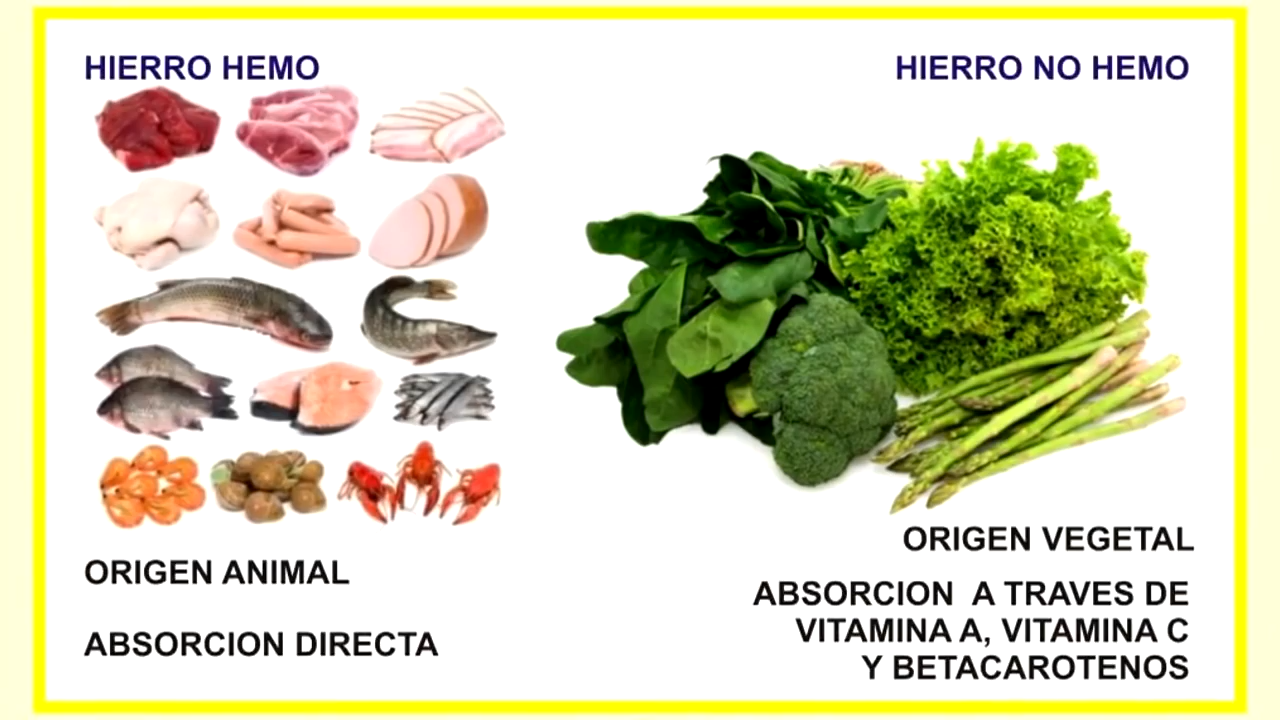 HIERRO HEMO
HIERRO NO HEMO
ORIGEN ANIMAL
ABSORCION DIRECTA
ORIGEN VEGETAL
ABSORCION A TRAVES DE
VITAMINA A, VITAMINA C
Y BETACAROTENOS